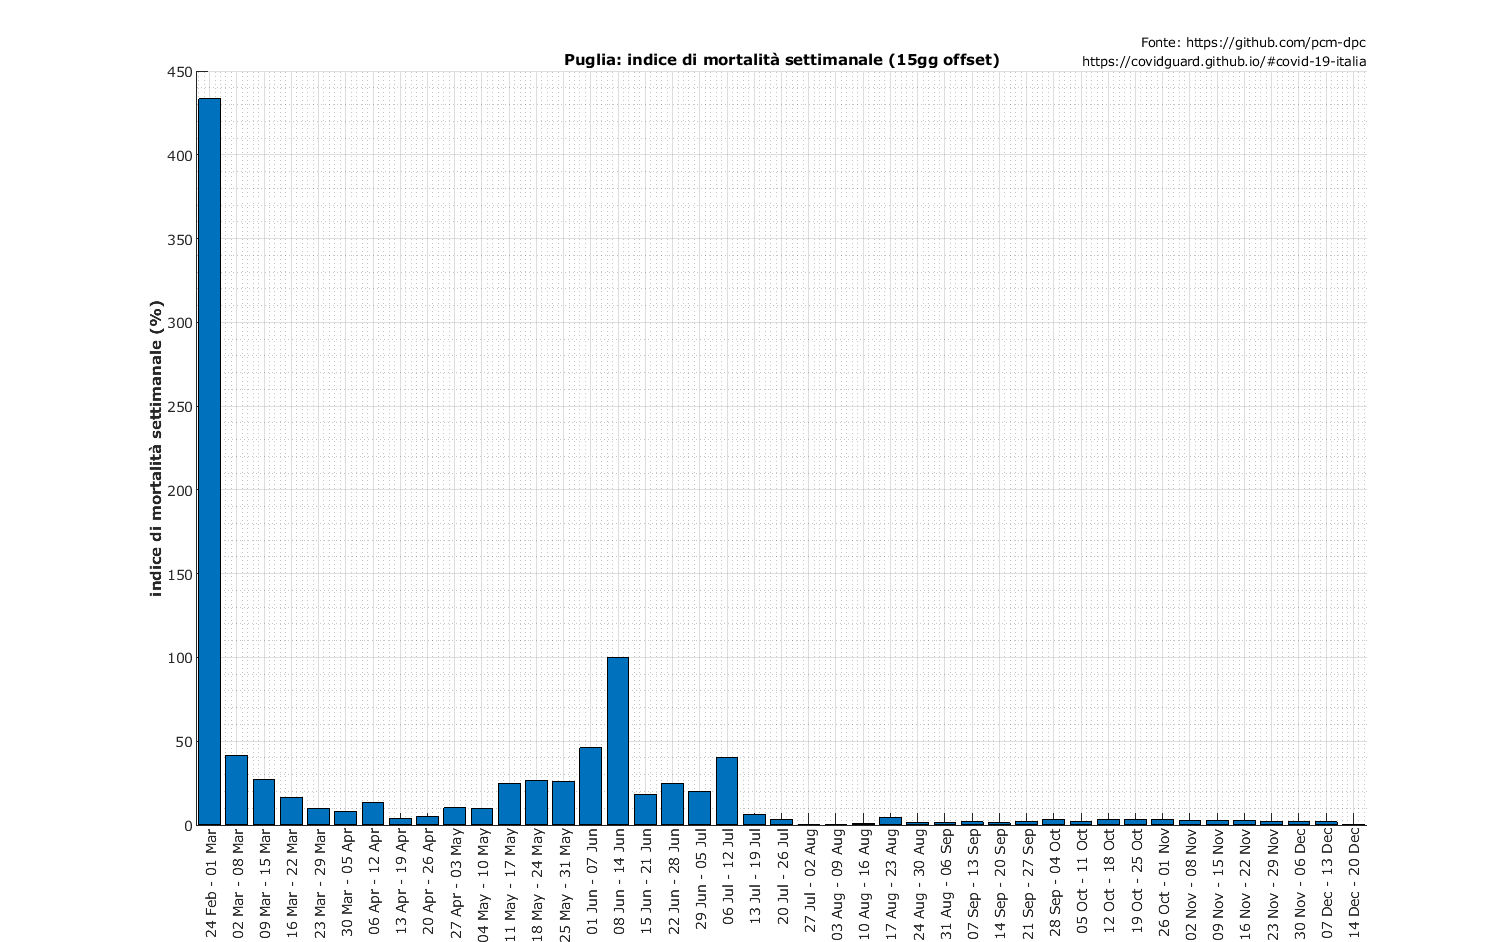 Fonte: https://github.com/pcm-dpc
https://covidguard.github.io/#covid-19-italia
Puglia: indice di mortalità settimanale (15gg offset)
indice di mortalità settimanale (%)
450
400
350
300
250
200
150
100
50
0
24 Feb - 01 Mar
02 Mar - 08 Mar
09 Mar - 15 Mar
16 Mar - 22 Mar
23 Mar - 29 Mar
30 Mar - 05 Apr
06 Apr - 12 Apr
13 Apr - 19 Apr
20 Apr - 26 Apr
27 Apr - 03 May
04 May - 10 May
11 May - 17 May
18 May - 24 May
25 May - 31 May
01 Jun - 07 Jun
08 Jun - 14 Jun
15 Jun - 21 Jun
22 Jun - 28 Jun
29 Jun - 05 Jul
06 Jul - 12 Jul
13 Jul - 19 Jul
20 Jul - 26 Jul
27 Jul - 02 Aug
03 Aug - 09 Aug
10 Aug - 16 Aug
17 Aug - 23 Aug
24 Aug - 30 Aug
31 Aug - 06 Sep
07 Sep - 13 Sep
14 Sep - 20 Sep
21 Sep - 27 Sep
28 Sep - 04 Oct
05 Oct - 11 Oct
12 Oct - 18 Oct
19 Oct - 25 Oct
26 Oct - 01 Nov
02 Nov - 08 Nov
09 Nov - 15 Nov
16 Nov - 22 Nov
23 Nov - 29 Nov
30 Nov - 06 Dec
07 Dec - 13 Dec
14 Dec - 20 Dec